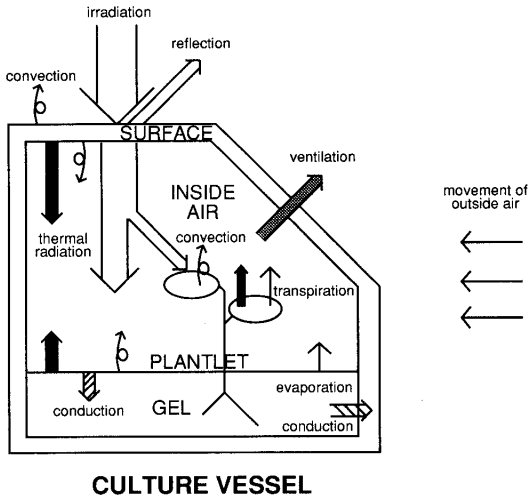 irradiation
reflection
convection
SURFACE
ventilation
INSIDE
AIR
movement of
outside air
thermal
radiation
convection
transpiration
PLANTLET
evaporation
conduction
GEL
conduction
CULTURE VESSEL